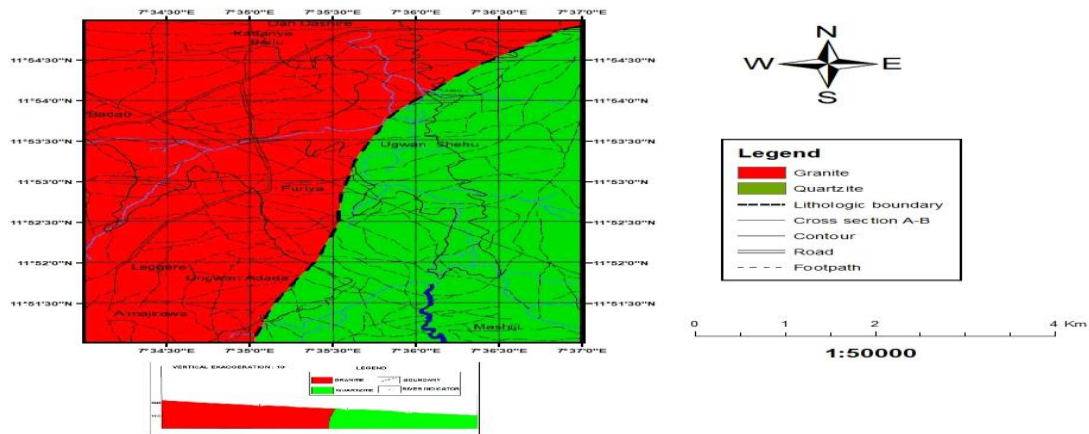 7°34'30"E 7°35'0"E 7°35'30"E 7°36'0"E 7°36'30"E 7°37'0"E
Dan Dashire
Kadanya
11°54'30"N 11°54'30"N
11°54'0"N 11°54'0"N
11°53'30"N 11°53'30"N
Ugwan Shehu
11°53'0"N 11°53'0"N
Furiya
11°52'30"N 11°52'30"N
11°52'0"N 11°52'0"N
Laggere
Ungwan Adada
11°51'30"N 11°51'30"N
Almajirawa
Mashiji
7°34'30"E 7°35'0"E 7°35'30"E 7°36'0"E 7°36'30"E 7°37'0"E
N
W E
S
Legend
Granite
Quartzite
Lithologic boundary
Cross section A-B
Contour
Road
Footpath
0 1 2 4 Km
1:50000
VERTICAL EXAGGERATION : 10
LEGEND
GRANITE BOUNDARY
QUARTZITE RIVER INDICATOR